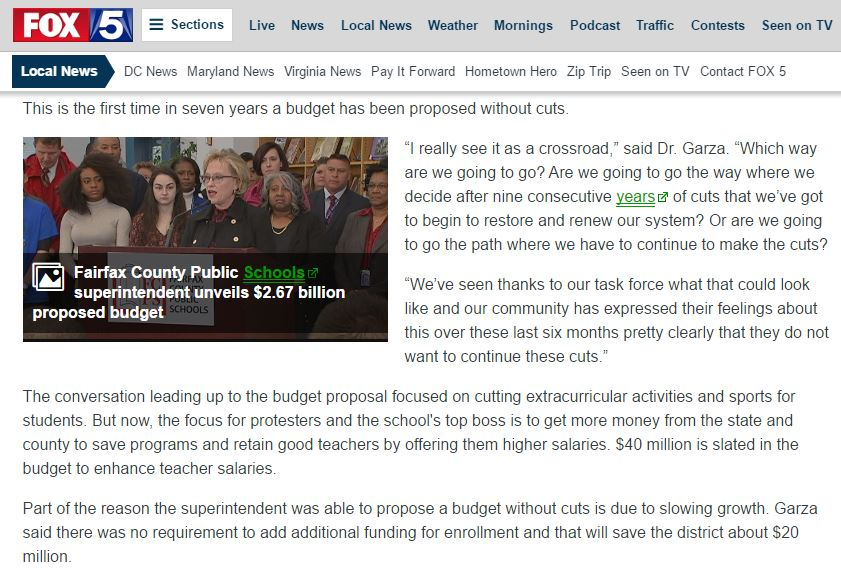 FOX 5
Sections
Live News Local News Weather Mornings Podcast Traffic Contests Seen on TV
Local News DC News Maryland News Virginia News Pay It Forward Hometown Hero Zip Trip Seen on TV Contact FOX 5
This is the first time in seven years a budget has been proposed without cuts.
Fairfax County Public Schools
superintendent unveils $2.67 billion
proposed budget
FAIRFAX
COUNTY
PUBLIC
SCHOOLS
“I really see it as a crossroad,” said Dr. Garza. “Which way
are we going to go? Are we going to go the way where we
decide after nine consecutive years of cuts that we’ve got
to begin to restore and renew our system? Or are we going
to go the path where we have to continue to make the cuts?
“We’ve seen thanks to our task force what that could look
like and our community has expressed their feelings about
this over these last six months pretty clearly that they do not
want to continue these cuts.”
The conversation leading up to the budget proposal focused on cutting extracurricular activities and sports for
students. But now, the focus for protesters and the school's top boss is to get more money from the state and
county to save programs and retain good teachers by offering them higher salaries. $40 million is slated in the
budget to enhance teacher salaries.
Part of the reason the superintendent was able to propose a budget without cuts is due to slowing growth. Garza
said there was no requirement to add additional funding for enrollment and that will save the district about $20
million.